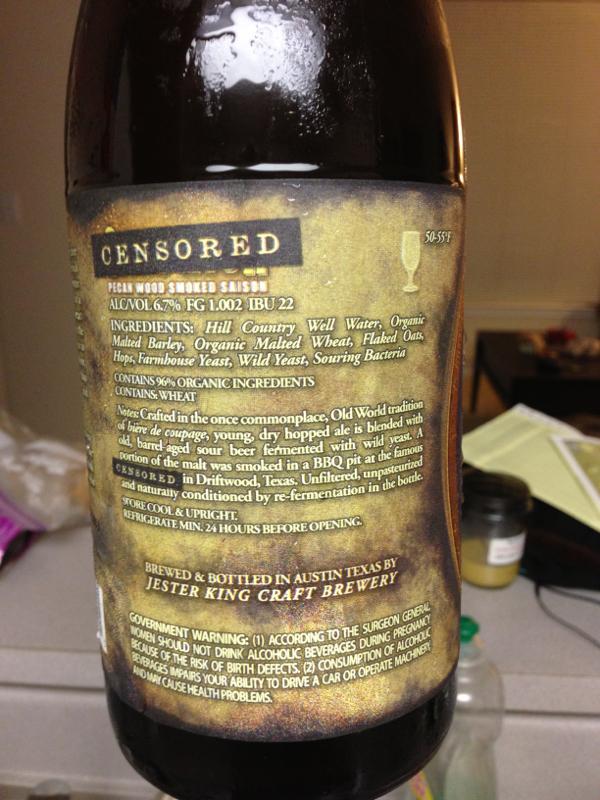 CENSORED
50-55°F
PECAN WOOD SMOKED SAISON
ALC/VOL 6.7% FG 1.002 IBU 22
INGREDIENTS: Hill Country Well Water, Organic
Malted Barley, Organic Malted Wheat, Flaked Oats,
Hops, Farmhouse Yeast, Wild Yeast, Souring Bacteria
CONTAINS 96% ORGANIC INGREDIENTS
CONTAINS: WHEAT
Notes: Crafted in the once commonplace, Old World tradition
of bière de coupage, young, dry hopped ale is blended with
old, barrel-aged sour beer fermented with wild yeast. A
portion of the malt was smoked in a BBQ pit at the famous
CENSORED in Driftwood, Texas. Unfiltered, unpasteurized
and naturally conditioned by re-fermentation in the bottle.
STORE COOL & UPRIGHT.
REFRIGERATE MIN. 24 HOURS BEFORE OPENING.
BREWED & BOTTLED IN AUSTIN TEXAS BY
JESTER KING CRAFT BREWERY
GOVERNMENT WARNING: (1) ACCORDING TO THE SURGEON GENERAL
WOMEN SHOULD NOT DRINK ALCOHOLIC BEVERAGES DURING PREGNANCY
BECAUSE OF THE RISK OF BIRTH DEFECTS. (2) CONSUMPTION OF ALCOHOLIC
BEVERAGES IMPAIRS YOUR ABILITY TO DRIVE A CAR OR OPERATE MACHINERY,
AND MAY CAUSE HEALTH PROBLEMS.